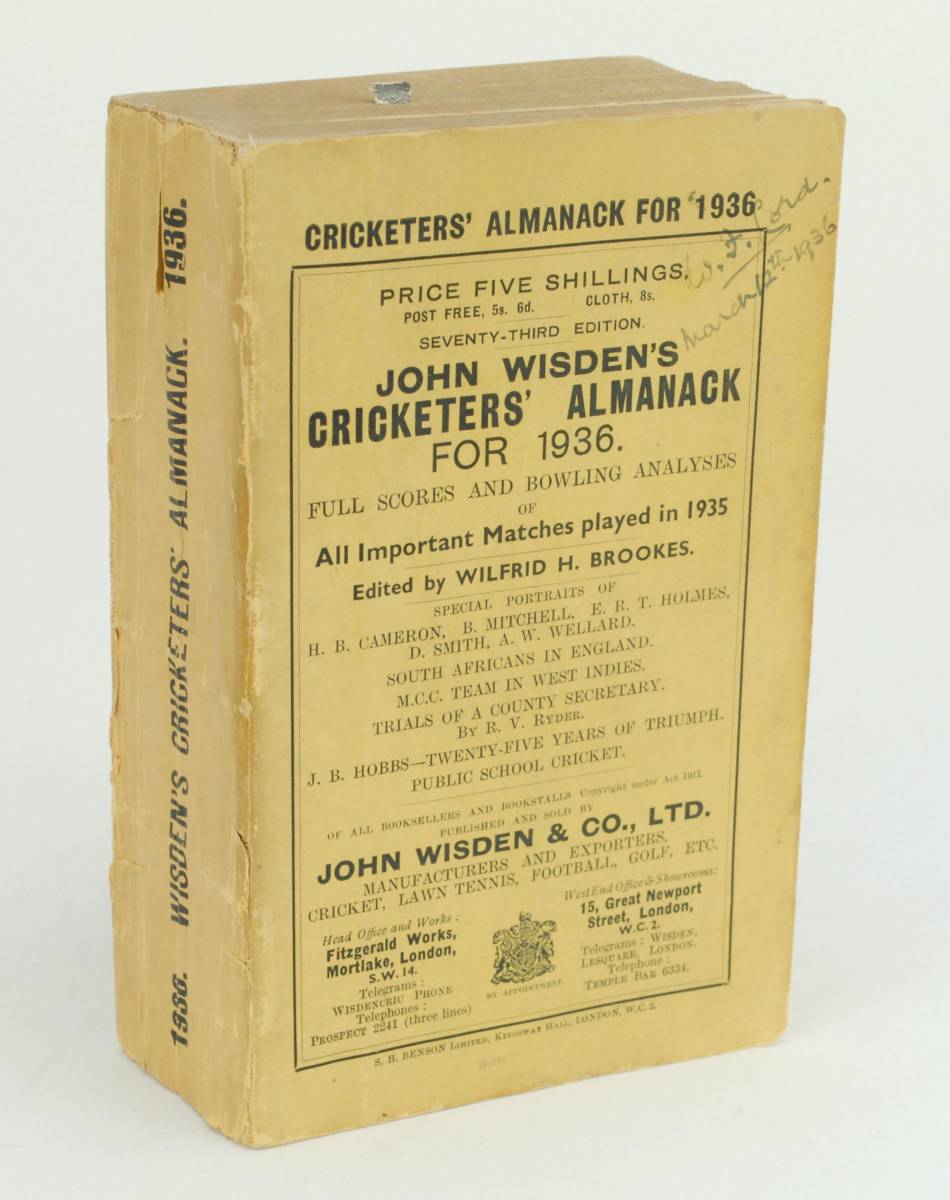 1936. WISDEN'S CRICKETERS' ALMANACK. 1936.
CRICKETERS' ALMANACK FOR 1936
W. F. Lord.
March 12th 1936
PRICE FIVE SHILLINGS.
POST FREE, 5s. 6d. CLOTH, 8s.
SEVENTY-THIRD EDITION.
JOHN WISDEN'S
CRICKETERS' ALMANACK
FOR 1936.
FULL SCORES AND BOWLING ANALYSES
OF
All Important Matches played in 1935
Edited by WILFRID H. BROOKES.
SPECIAL PORTRAITS OF
H. B. CAMERON, B. MITCHELL, E. R. T. HOLMES,
D. SMITH, A. W. WELLARD.
SOUTH AFRICANS IN ENGLAND.
M.C.C. TEAM IN WEST INDIES.
TRIALS OF A COUNTY SECRETARY.
BY R. V. RYDER.
J. B. HOBBS—TWENTY-FIVE YEARS OF TRIUMPH.
PUBLIC SCHOOL CRICKET.
OF ALL BOOKSELLERS AND BOOKSTALLS Copyright under Act 1911.
PUBLISHED AND SOLD BY
JOHN WISDEN & CO., LTD.
MANUFACTURERS AND EXPORTERS.
CRICKET, LAWN TENNIS, FOOTBALL, GOLF, ETC.
Head Office and Works:
Fitzgerald Works,
Mortlake, London,
S.W. 14.
Telegrams:
WISDENCRIC PHONE
Telephones:
PROSPECT 2241 (three lines)
BY APPOINTMENT
West End Office & Showrooms:
15, Great Newport
Street, London,
W.C. 2.
Telegrams: WISDEN,
LESQUARE, LONDON.
Telephone:
TEMPLE BAR 6334.
S. H. BENSON LIMITED, KINGSWAY HALL, LONDON, W.C. 2.